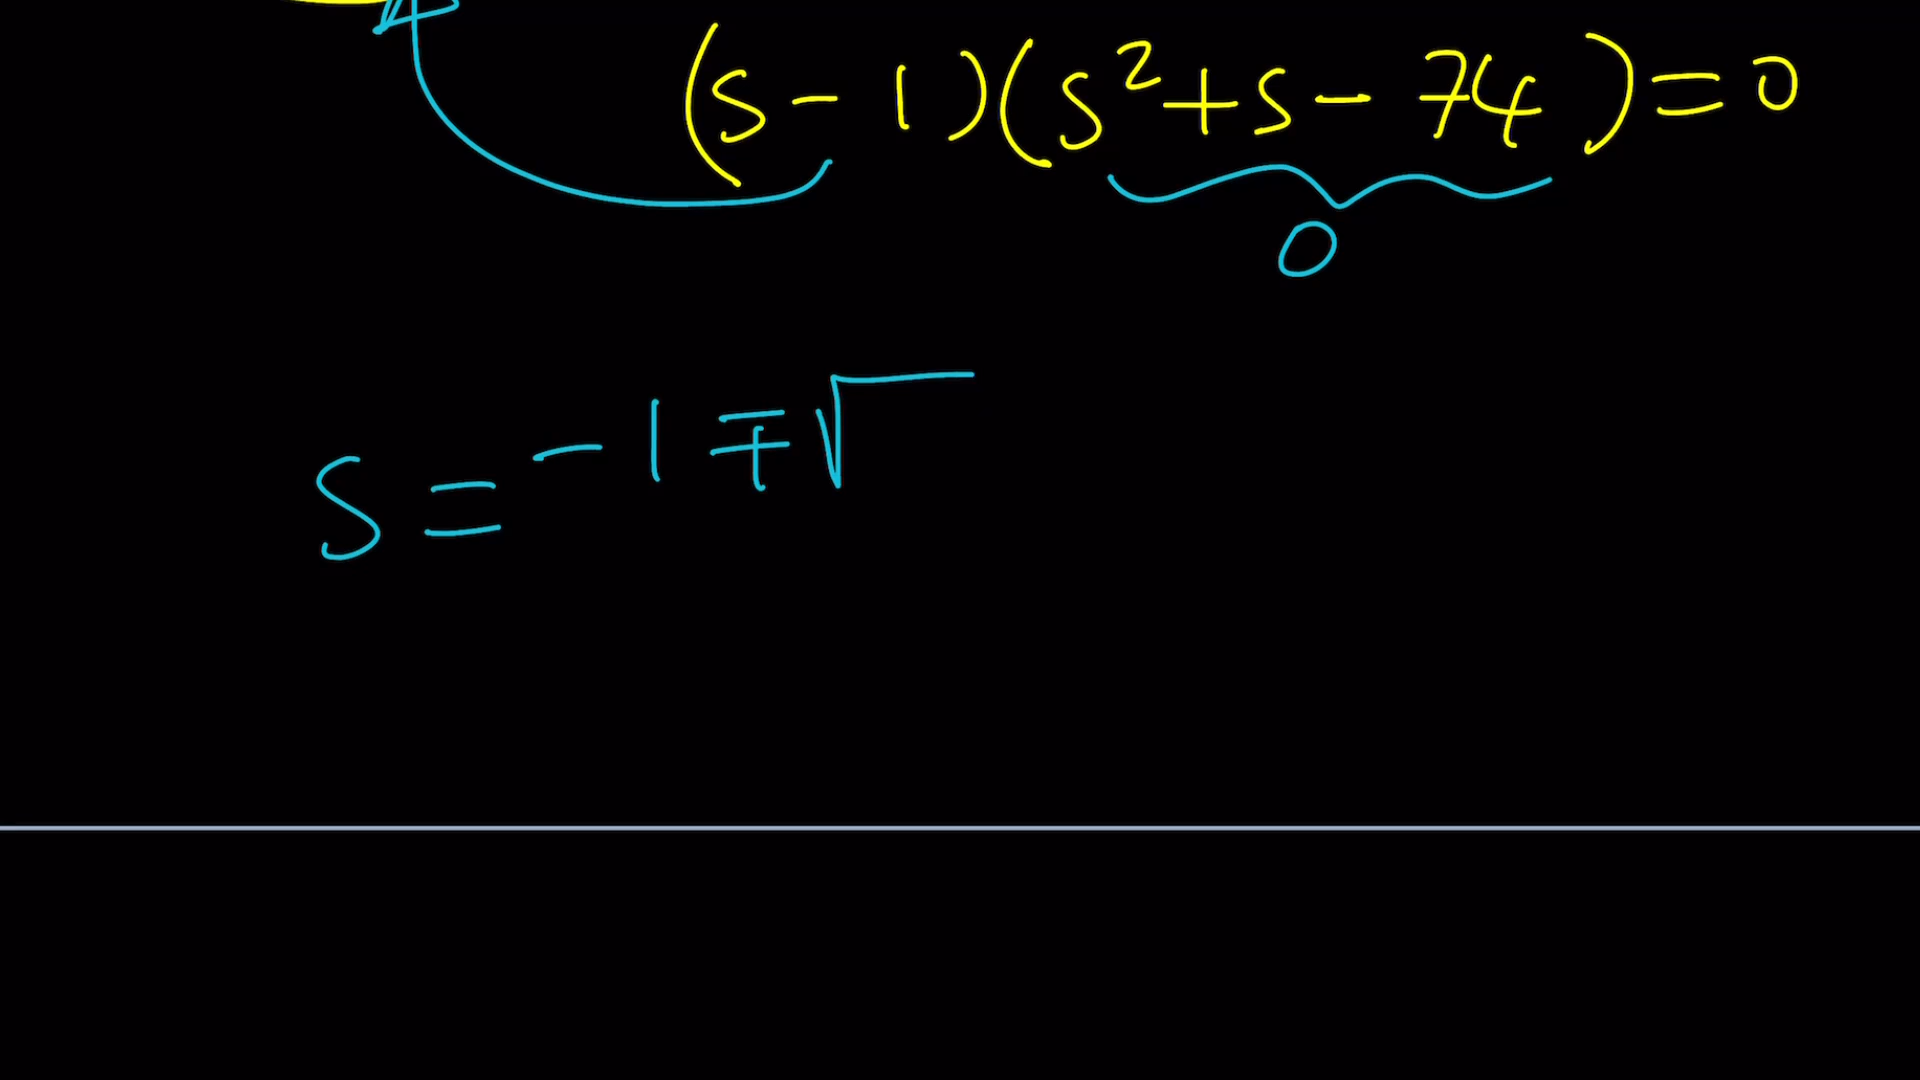 (s - 1)(s² + s - 74) = 0
0
s = -1 ∓ √